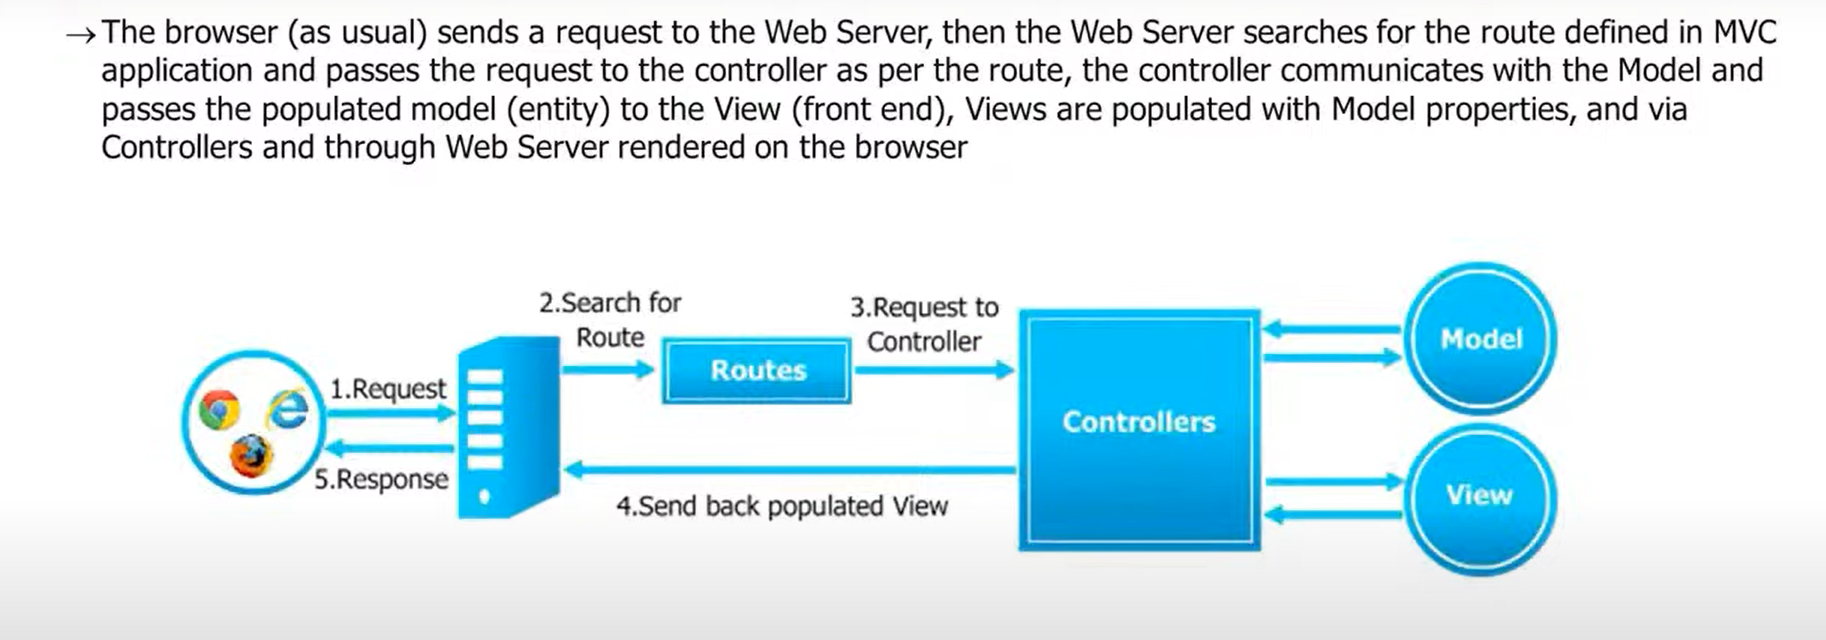 →The browser (as usual) sends a request to the Web Server, then the Web Server searches for the route defined in MVC
application and passes the request to the controller as per the route, the controller communicates with the Model and
passes the populated model (entity) to the View (front end), Views are populated with Model properties, and via
Controllers and through Web Server rendered on the browser
2.Search for
Route
3.Request to
Controller
Model
Routes
1.Request
Controllers
5.Response
4.Send back populated View
View